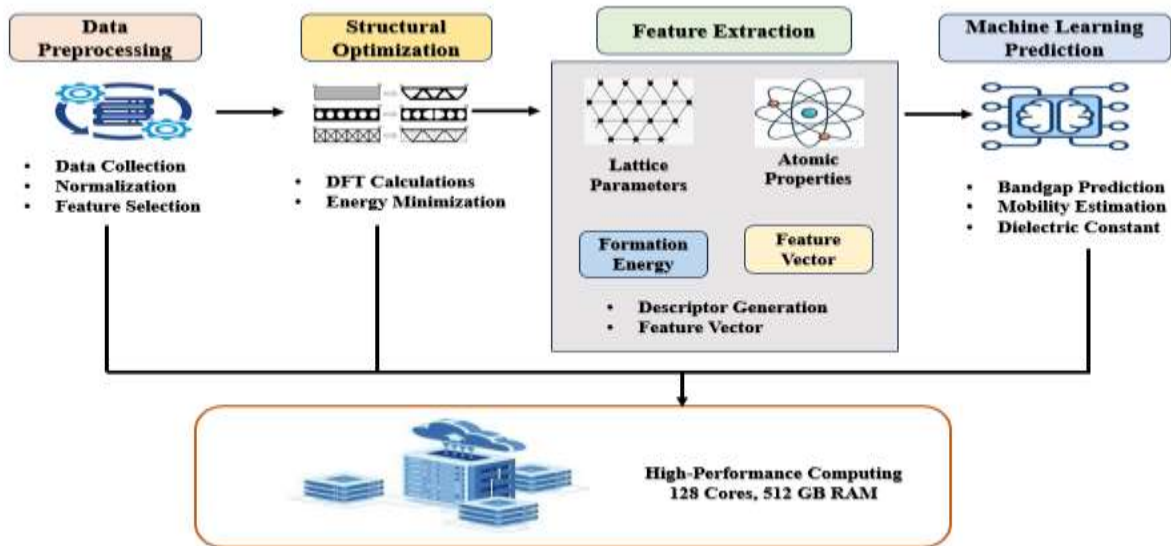 Data
Preprocessing
Structural
Optimization
Feature Extraction
Machine Learning
Prediction
• Data Collection
• Normalization
• Feature Selection
• DFT Calculations
• Energy Minimization
Lattice
Parameters
Atomic
Properties
Formation
Energy
Feature
Vector
• Descriptor Generation
• Feature Vector
• Bandgap Prediction
• Mobility Estimation
• Dielectric Constant
High-Performance Computing
128 Cores, 512 GB RAM